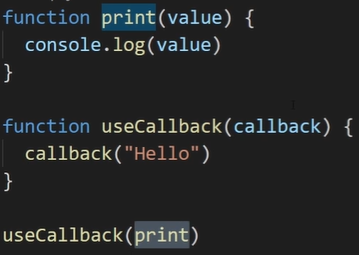 function print(value) {
  console.log(value)
}

function useCallback(callback) {
  callback("Hello")
}

useCallback(print)